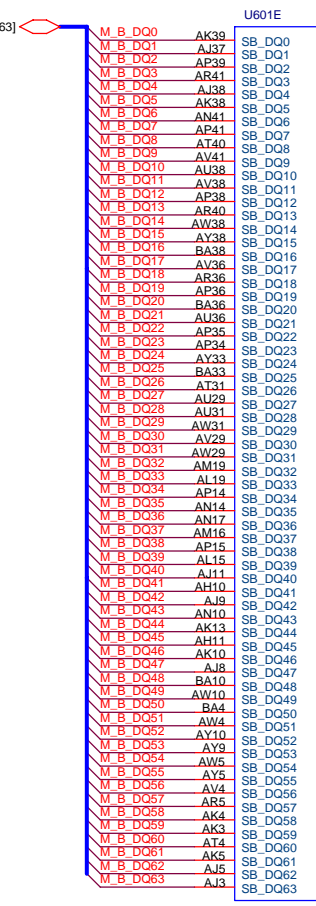 U601E
63]
M_B_DQ0 AK39 SB_DQ0
M_B_DQ1 AJ37 SB_DQ1
M_B_DQ2 AP39 SB_DQ2
M_B_DQ3 AR41 SB_DQ3
M_B_DQ4 AJ38 SB_DQ4
M_B_DQ5 AK38 SB_DQ5
M_B_DQ6 AN41 SB_DQ6
M_B_DQ7 AP41 SB_DQ7
M_B_DQ8 AT40 SB_DQ8
M_B_DQ9 AV41 SB_DQ9
M_B_DQ10 AU38 SB_DQ10
M_B_DQ11 AV38 SB_DQ11
M_B_DQ12 AP38 SB_DQ12
M_B_DQ13 AR40 SB_DQ13
M_B_DQ14 AW38 SB_DQ14
M_B_DQ15 AY38 SB_DQ15
M_B_DQ16 BA38 SB_DQ16
M_B_DQ17 AV36 SB_DQ17
M_B_DQ18 AR36 SB_DQ18
M_B_DQ19 AP36 SB_DQ19
M_B_DQ20 BA36 SB_DQ20
M_B_DQ21 AU36 SB_DQ21
M_B_DQ22 AP35 SB_DQ22
M_B_DQ23 AP34 SB_DQ23
M_B_DQ24 AY33 SB_DQ24
M_B_DQ25 BA33 SB_DQ25
M_B_DQ26 AT31 SB_DQ26
M_B_DQ27 AU29 SB_DQ27
M_B_DQ28 AU31 SB_DQ28
M_B_DQ29 AW31 SB_DQ29
M_B_DQ30 AV29 SB_DQ30
M_B_DQ31 AW29 SB_DQ31
M_B_DQ32 AM19 SB_DQ32
M_B_DQ33 AL19 SB_DQ33
M_B_DQ34 AP14 SB_DQ34
M_B_DQ35 AN14 SB_DQ35
M_B_DQ36 AN17 SB_DQ36
M_B_DQ37 AM16 SB_DQ37
M_B_DQ38 AP15 SB_DQ38
M_B_DQ39 AL15 SB_DQ39
M_B_DQ40 AJ11 SB_DQ40
M_B_DQ41 AH10 SB_DQ41
M_B_DQ42 AJ9 SB_DQ42
M_B_DQ43 AN10 SB_DQ43
M_B_DQ44 AK13 SB_DQ44
M_B_DQ45 AH11 SB_DQ45
M_B_DQ46 AK10 SB_DQ46
M_B_DQ47 AJ8 SB_DQ47
M_B_DQ48 BA10 SB_DQ48
M_B_DQ49 AW10 SB_DQ49
M_B_DQ50 BA4 SB_DQ50
M_B_DQ51 AW4 SB_DQ51
M_B_DQ52 AY10 SB_DQ52
M_B_DQ53 AY9 SB_DQ53
M_B_DQ54 AW5 SB_DQ54
M_B_DQ55 AY5 SB_DQ55
M_B_DQ56 AV4 SB_DQ56
M_B_DQ57 AR5 SB_DQ57
M_B_DQ58 AK4 SB_DQ58
M_B_DQ59 AK3 SB_DQ59
M_B_DQ60 AT4 SB_DQ60
M_B_DQ61 AK5 SB_DQ61
M_B_DQ62 AJ5 SB_DQ62
M_B_DQ63 AJ3 SB_DQ63